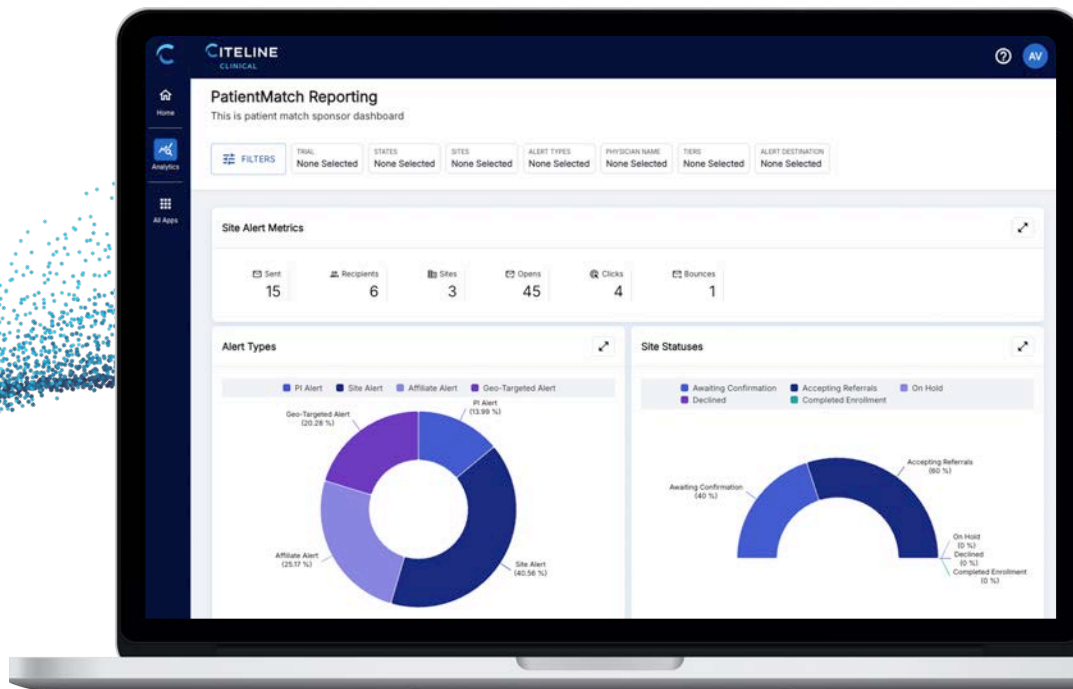 CITELINE
CLINICAL
AV
Home
Analytics
All Apps
PatientMatch Reporting
This is patient match sponsor dashboard
FILTERS
TRIAL
None Selected
STATES
None Selected
SITES
None Selected
ALERT TYPES
None Selected
PHYSICIAN NAME
None Selected
TIERS
None Selected
ALERT DESTINATION
None Selected
Site Alert Metrics
Sent
15
Recipients
6
Sites
3
Opens
45
Clicks
4
Bounces
1
Alert Types
PI Alert Site Alert Affiliate Alert Geo-Targeted Alert
PI Alert
(13.99 %)
Geo-Targeted Alert
(20.28 %)
Affiliate Alert
(25.17 %)
Site Alert
(40.56 %)
Site Statuses
Awaiting Confirmation Accepting Referrals On Hold
Declined Completed Enrollment
Accepting Referrals
(60 %)
Awaiting Confirmation
(40 %)
On Hold
(0 %)
Declined
(0 %)
Completed Enrollment
(0 %)